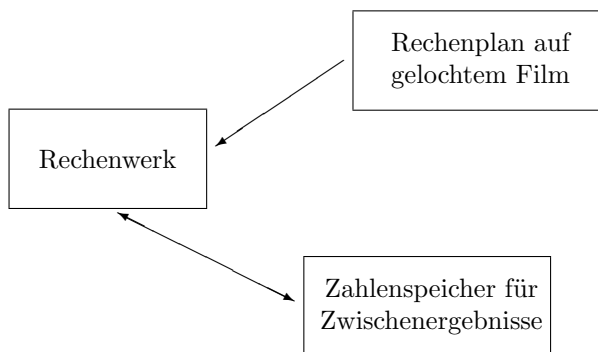 Rechenplan auf
gelochtem Film
Rechenwerk
Zahlenspeicher für
Zwischenergebnisse